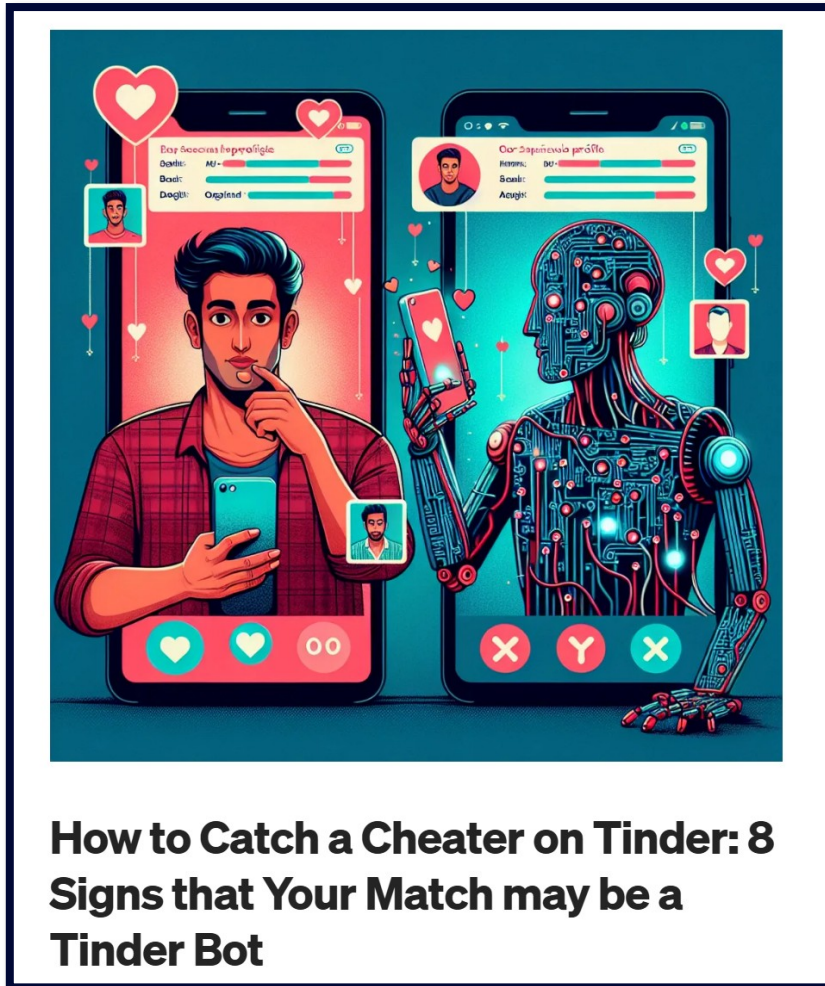 How to Catch a Cheater on Tinder: 8
Signs that Your Match may be a
Tinder Bot